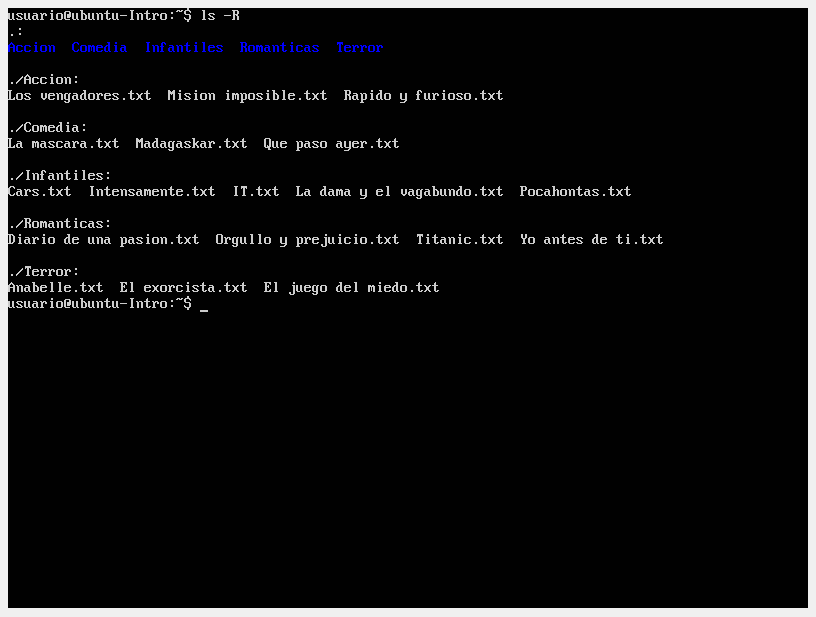 usuario@ubuntu-Intro:~$ ls -R
.:
Accion  Comedia  Infantiles  Romanticas  Terror
./Accion:
Los vengadores.txt  Mision imposible.txt  Rapido y furioso.txt
./Comedia:
La mascara.txt  Madagaskar.txt  Que paso ayer.txt
./Infantiles:
Cars.txt  Intensamente.txt  IT.txt  La dama y el vagabundo.txt  Pocahontas.txt
./Romanticas:
Diario de una pasion.txt  Orgullo y prejuicio.txt  Titanic.txt  Yo antes de ti.txt
./Terror:
Anabelle.txt  El exorcista.txt  El juego del miedo.txt
usuario@ubuntu-Intro:~$ _